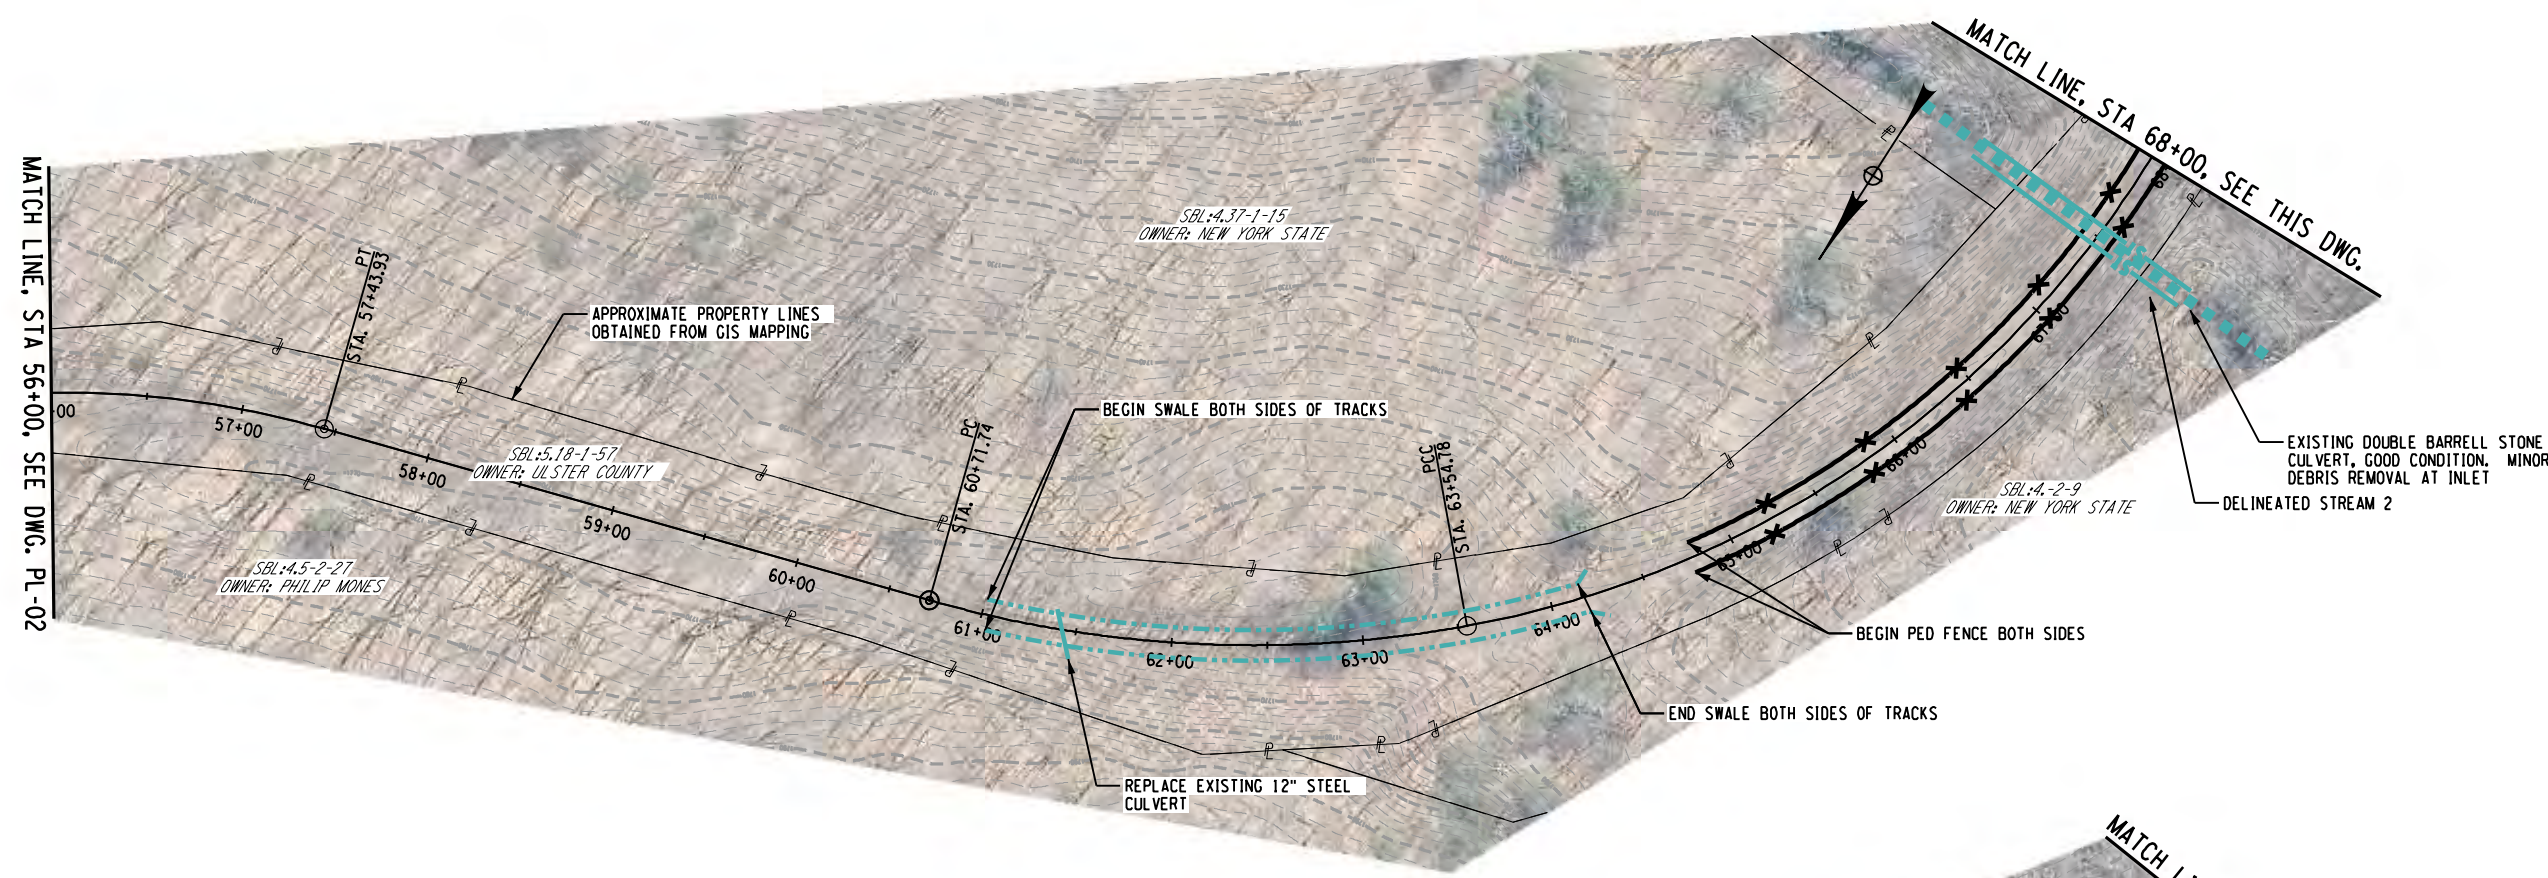 MATCH LINE, STA 56+00, SEE DWG. PL-02
00
57+00
PT
STA. 57+43.93
58+00
59+00
60+00
PC
STA. 60+71.74
61+00
62+00
63+00
PCC
STA. 63+54.78
64+00
65+00
66+00
67+00
68
MATCH LINE, STA 68+00, SEE THIS DWG.
APPROXIMATE PROPERTY LINES
OBTAINED FROM GIS MAPPING
SBL:4.37-1-15
OWNER: NEW YORK STATE
SBL:5.18-1-57
OWNER: ULSTER COUNTY
SBL:4.5-2-27
OWNER: PHILIP MONES
BEGIN SWALE BOTH SIDES OF TRACKS
REPLACE EXISTING 12" STEEL
CULVERT
END SWALE BOTH SIDES OF TRACKS
BEGIN PED FENCE BOTH SIDES
SBL:4.-2-9
OWNER: NEW YORK STATE
EXISTING DOUBLE BARRELL STONE
CULVERT, GOOD CONDITION. MINOR
DEBRIS REMOVAL AT INLET
DELINEATED STREAM 2
MATCH